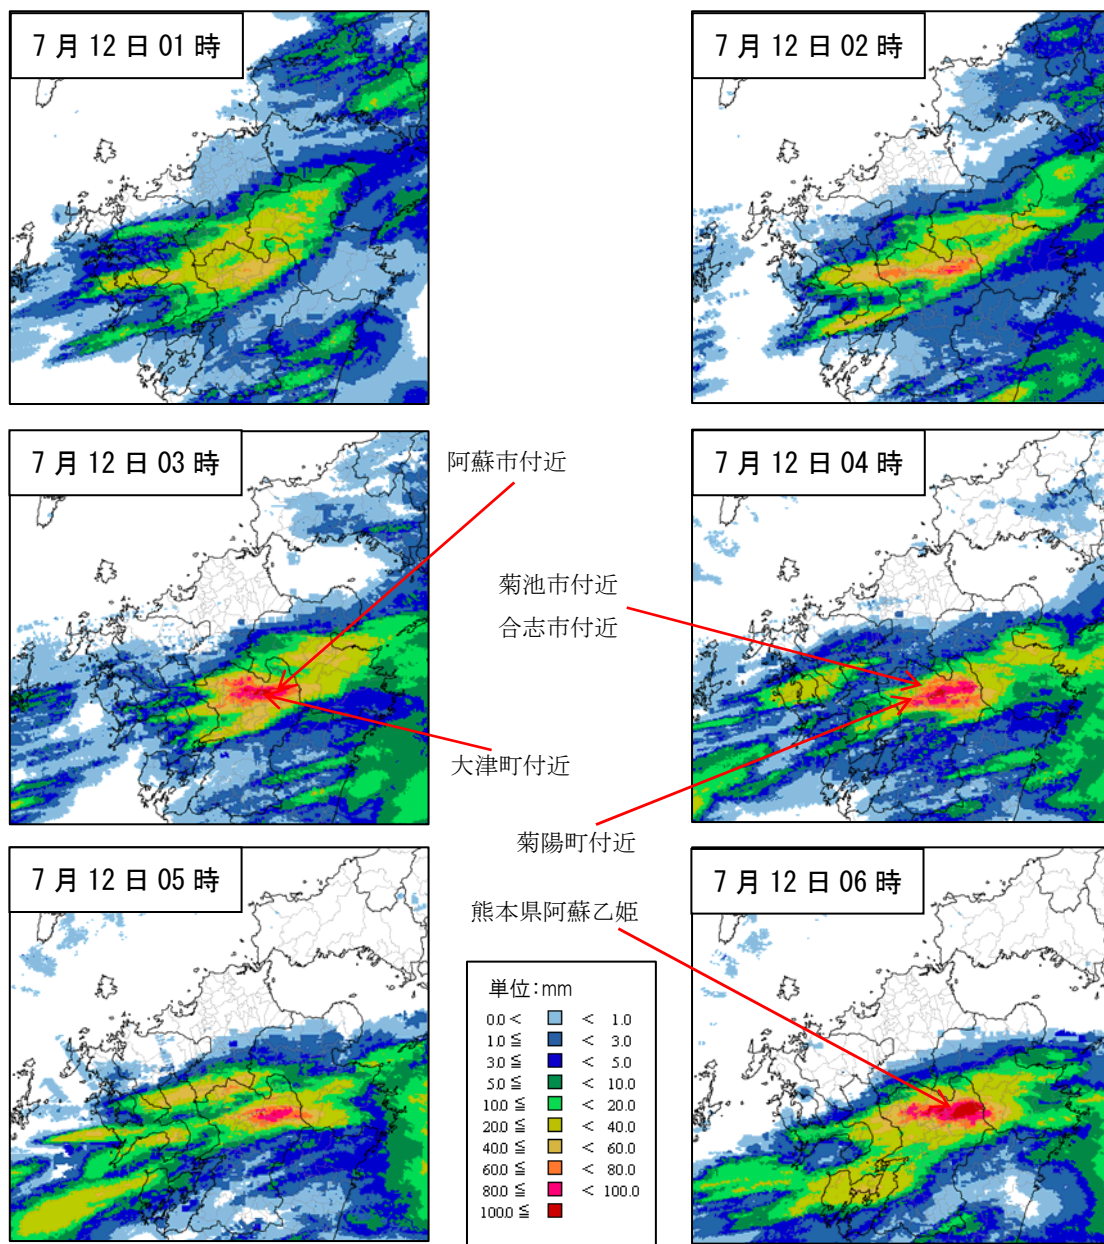 7月12日01時
7月12日02時
7月12日03時
阿蘇市付近
大津町付近
7月12日04時
菊池市付近
合志市付近
菊陽町付近
7月12日05時
7月12日06時
熊本県阿蘇乙姫
単位:mm
0.0 < < 1.0
1.0 ≦ < 3.0
3.0 ≦ < 5.0
5.0 ≦ < 10.0
10.0 ≦ < 20.0
20.0 ≦ < 40.0
40.0 ≦ < 60.0
60.0 ≦ < 80.0
80.0 ≦ < 100.0
100.0 ≦